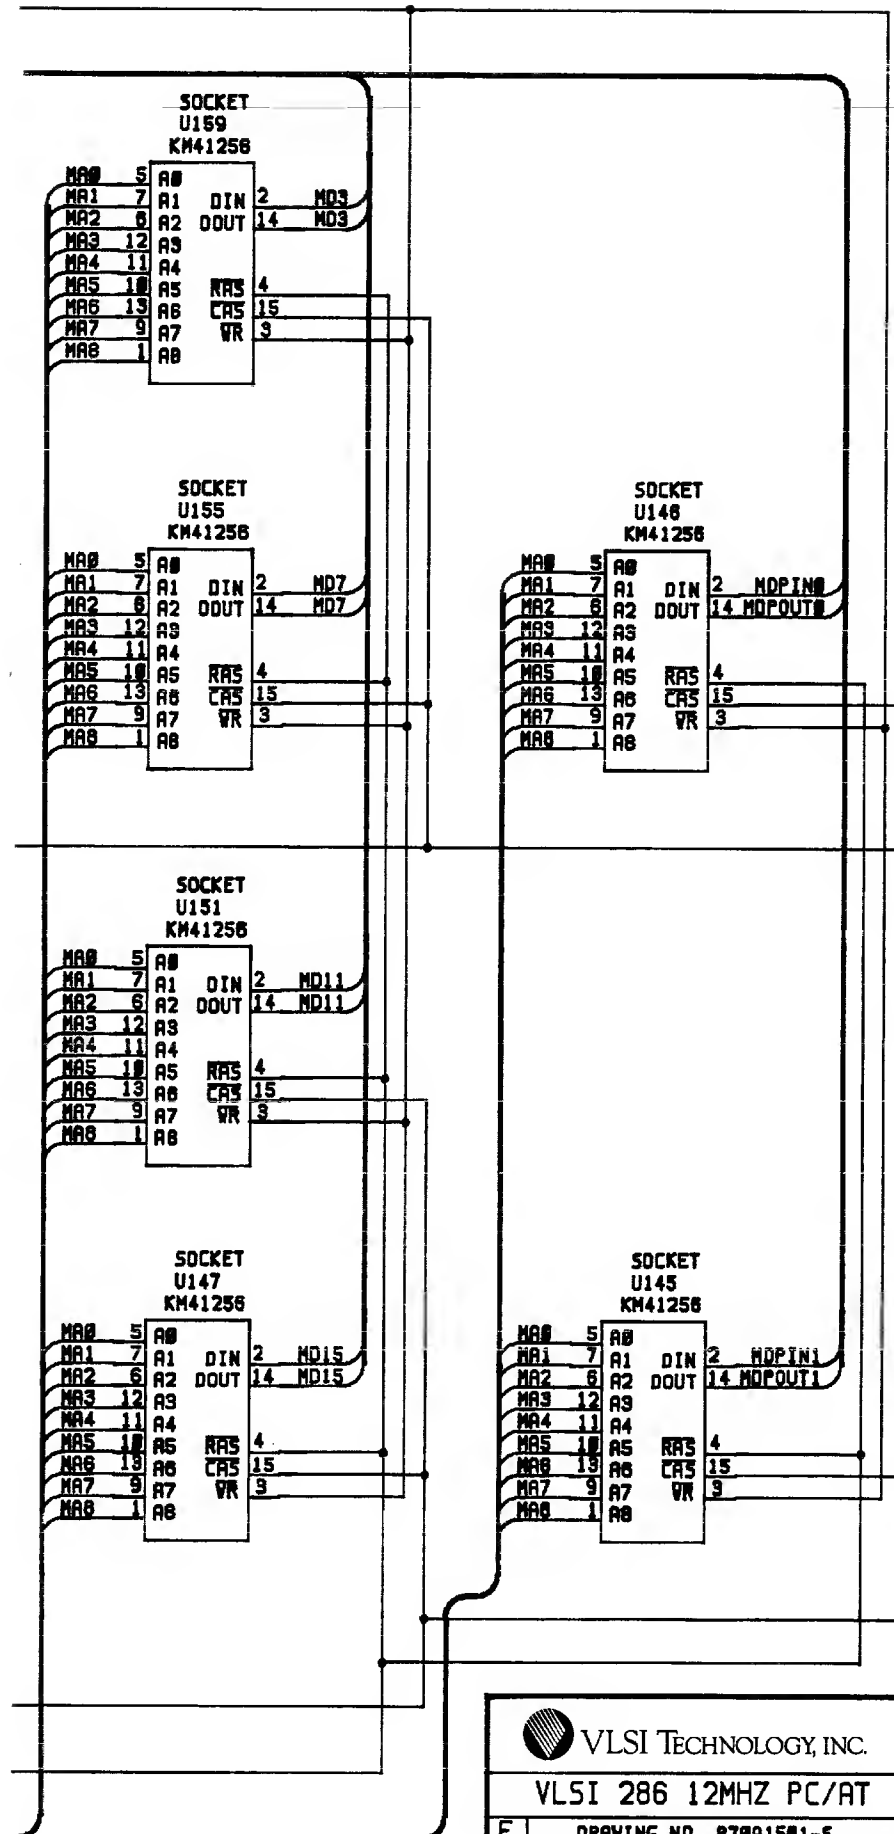 SOCKET
U159
KM41256
MA0 5 A0
MA1 7 A1 DIN 2 MD3
MA2 6 A2 DOUT 14 MD3
MA3 12 A3
MA4 11 A4
MA5 10 A5 RAS 4
MA6 13 A6 CAS 15
MA7 9 A7 WR 3
MA8 1 A8
SOCKET
U155
KM41256
MA0 5 A0
MA1 7 A1 DIN 2 MD7
MA2 6 A2 DOUT 14 MD7
MA3 12 A3
MA4 11 A4
MA5 10 A5 RAS 4
MA6 13 A6 CAS 15
MA7 9 A7 WR 3
MA8 1 A8
SOCKET
U146
KM41256
MA0 5 A0
MA1 7 A1 DIN 2 MDPIN0
MA2 6 A2 DOUT 14 MDPOUT0
MA3 12 A3
MA4 11 A4
MA5 10 A5 RAS 4
MA6 13 A6 CAS 15
MA7 9 A7 WR 3
MA8 1 A8
SOCKET
U151
KM41256
MA0 5 A0
MA1 7 A1 DIN 2 MD11
MA2 6 A2 DOUT 14 MD11
MA3 12 A3
MA4 11 A4
MA5 10 A5 RAS 4
MA6 13 A6 CAS 15
MA7 9 A7 WR 3
MA8 1 A8
SOCKET
U147
KM41256
MA0 5 A0
MA1 7 A1 DIN 2 MD15
MA2 6 A2 DOUT 14 MD15
MA3 12 A3
MA4 11 A4
MA5 10 A5 RAS 4
MA6 13 A6 CAS 15
MA7 9 A7 WR 3
MA8 1 A8
SOCKET
U145
KM41256
MA0 5 A0
MA1 7 A1 DIN 2 MDPIN1
MA2 6 A2 DOUT 14 MDPOUT1
MA3 12 A3
MA4 11 A4
MA5 10 A5 RAS 4
MA6 13 A6 CAS 15
MA7 9 A7 WR 3
MA8 1 A8
VLSI TECHNOLOGY, INC.
VLSI 286 12MHZ PC/AT
DRAWING NO.